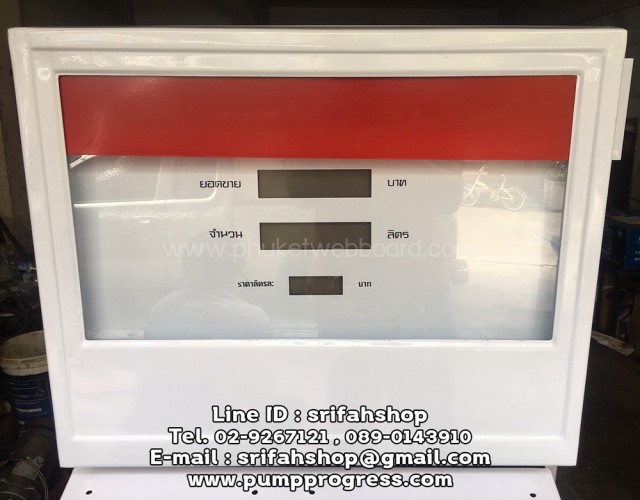 ยอดขาย บาท
จำนวน ลิตร
www.phuketwebboard.com
ราคาลิตรละ บาท
Line ID : srifahshop
Tel. 02-9267121 , 089-0143910
E-mail : srifahshop@gmail.com
www.pumpprogress.com